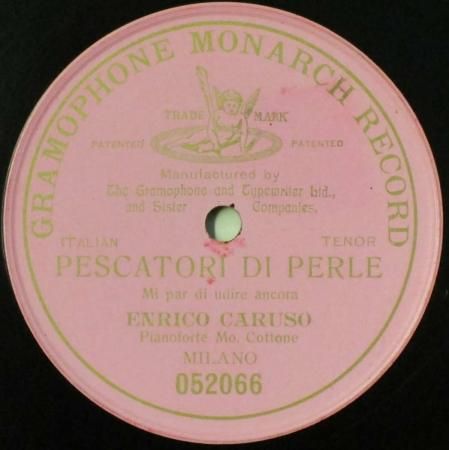 GRAMOPHONE MONARCH RECORD
TRADE MARK
PATENTED PATENTED
Manufactured by
The Gramophone and Typewriter Ltd.,
and Sister Companies.
ITALIAN TENOR
PESCATORI DI PERLE
Mi par di udire ancora
ENRICO CARUSO
Pianoforte Mo. Cottone
MILANO
052066